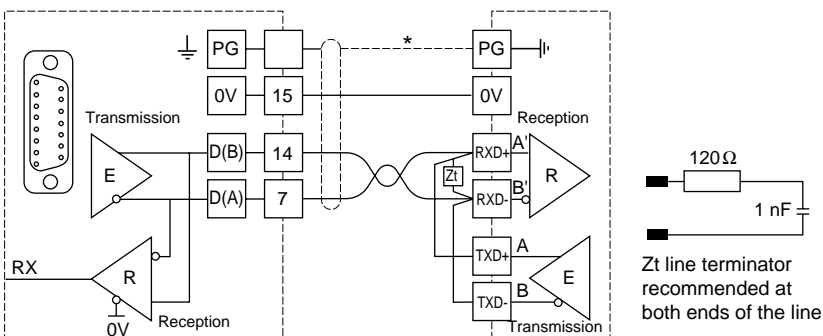 PG
*
PG
0V
15
0V
Transmission
Reception
E
D(B)
14
RXD+
A'
R
120Ω
Zt
D(A)
7
RXD-
B'
1 nF
TXD+
A
E
RX
R
TXD-
B
0V
Reception
Transmission
Zt line terminator
recommended at
both ends of the line